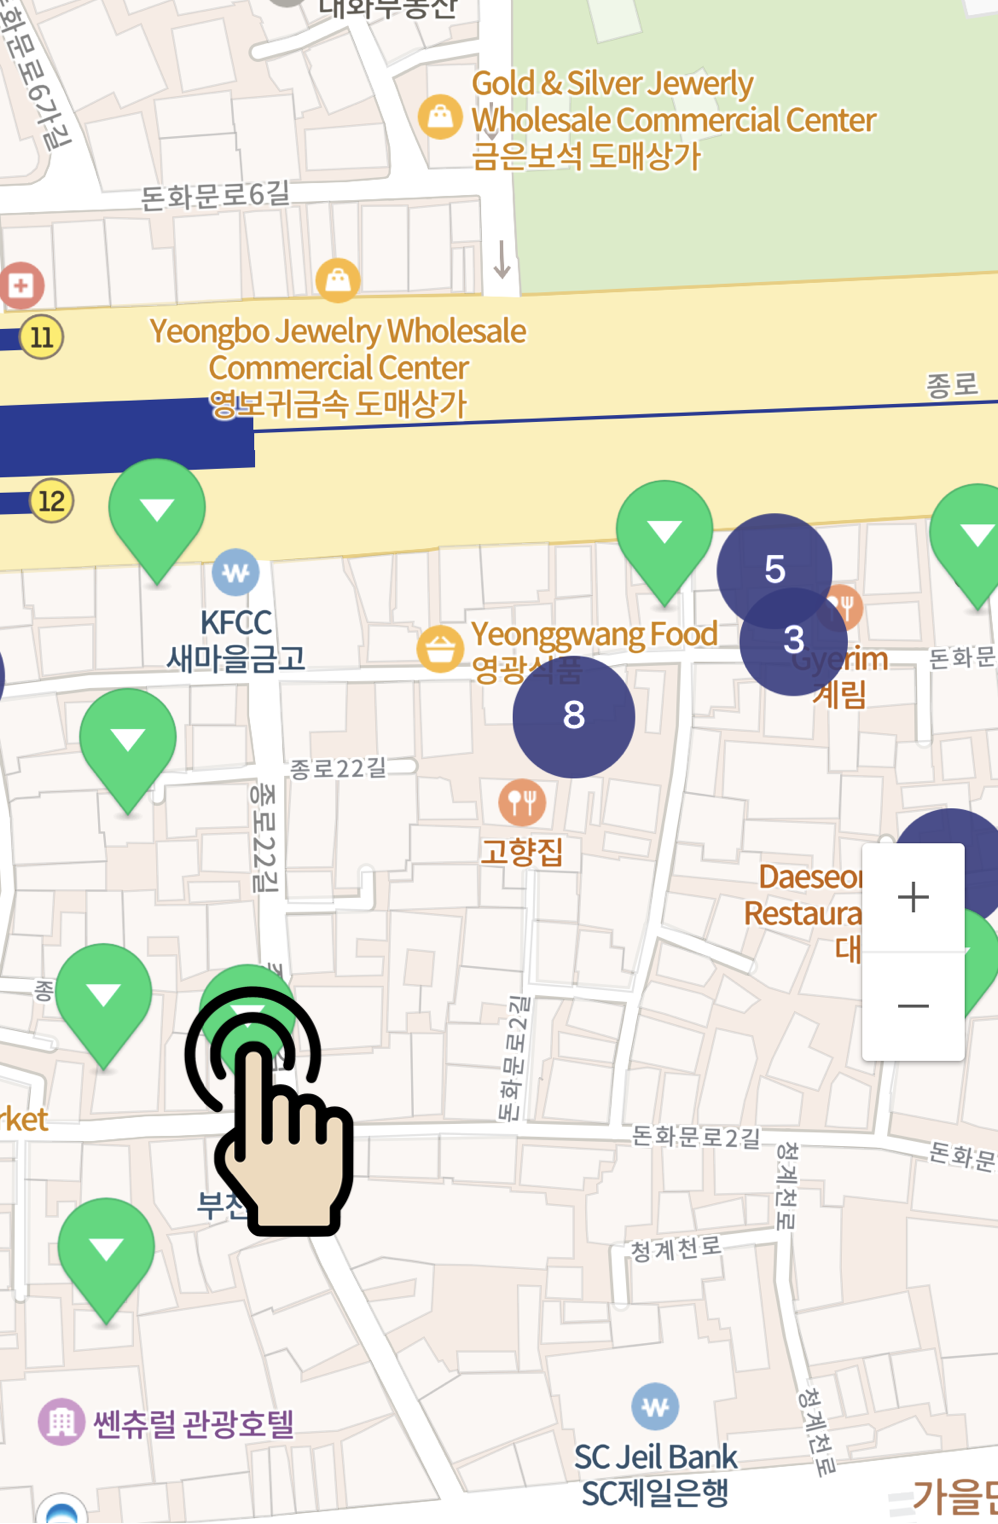 대화부동산
돈화문로6가길
Gold & Silver Jewerly
Wholesale Commercial Center
금은보석 도매상가
돈화문로6길
11
Yeongbo Jewelry Wholesale
Commercial Center
영보귀금속 도매상가
종로
12
5
KFCC
새마을금고
Yeonggwang Food
영광식품
3
Gyerim
계림
돈화문
8
종로22길
종로22길
고향집
Daeseo
Restaura
대
+
−
종
돈화문로2길
rket
돈화문로2길
청계천로
돈화문
부천
청계천로
쎈츄럴 관광호텔
청계천로
SC Jeil Bank
SC제일은행
가을